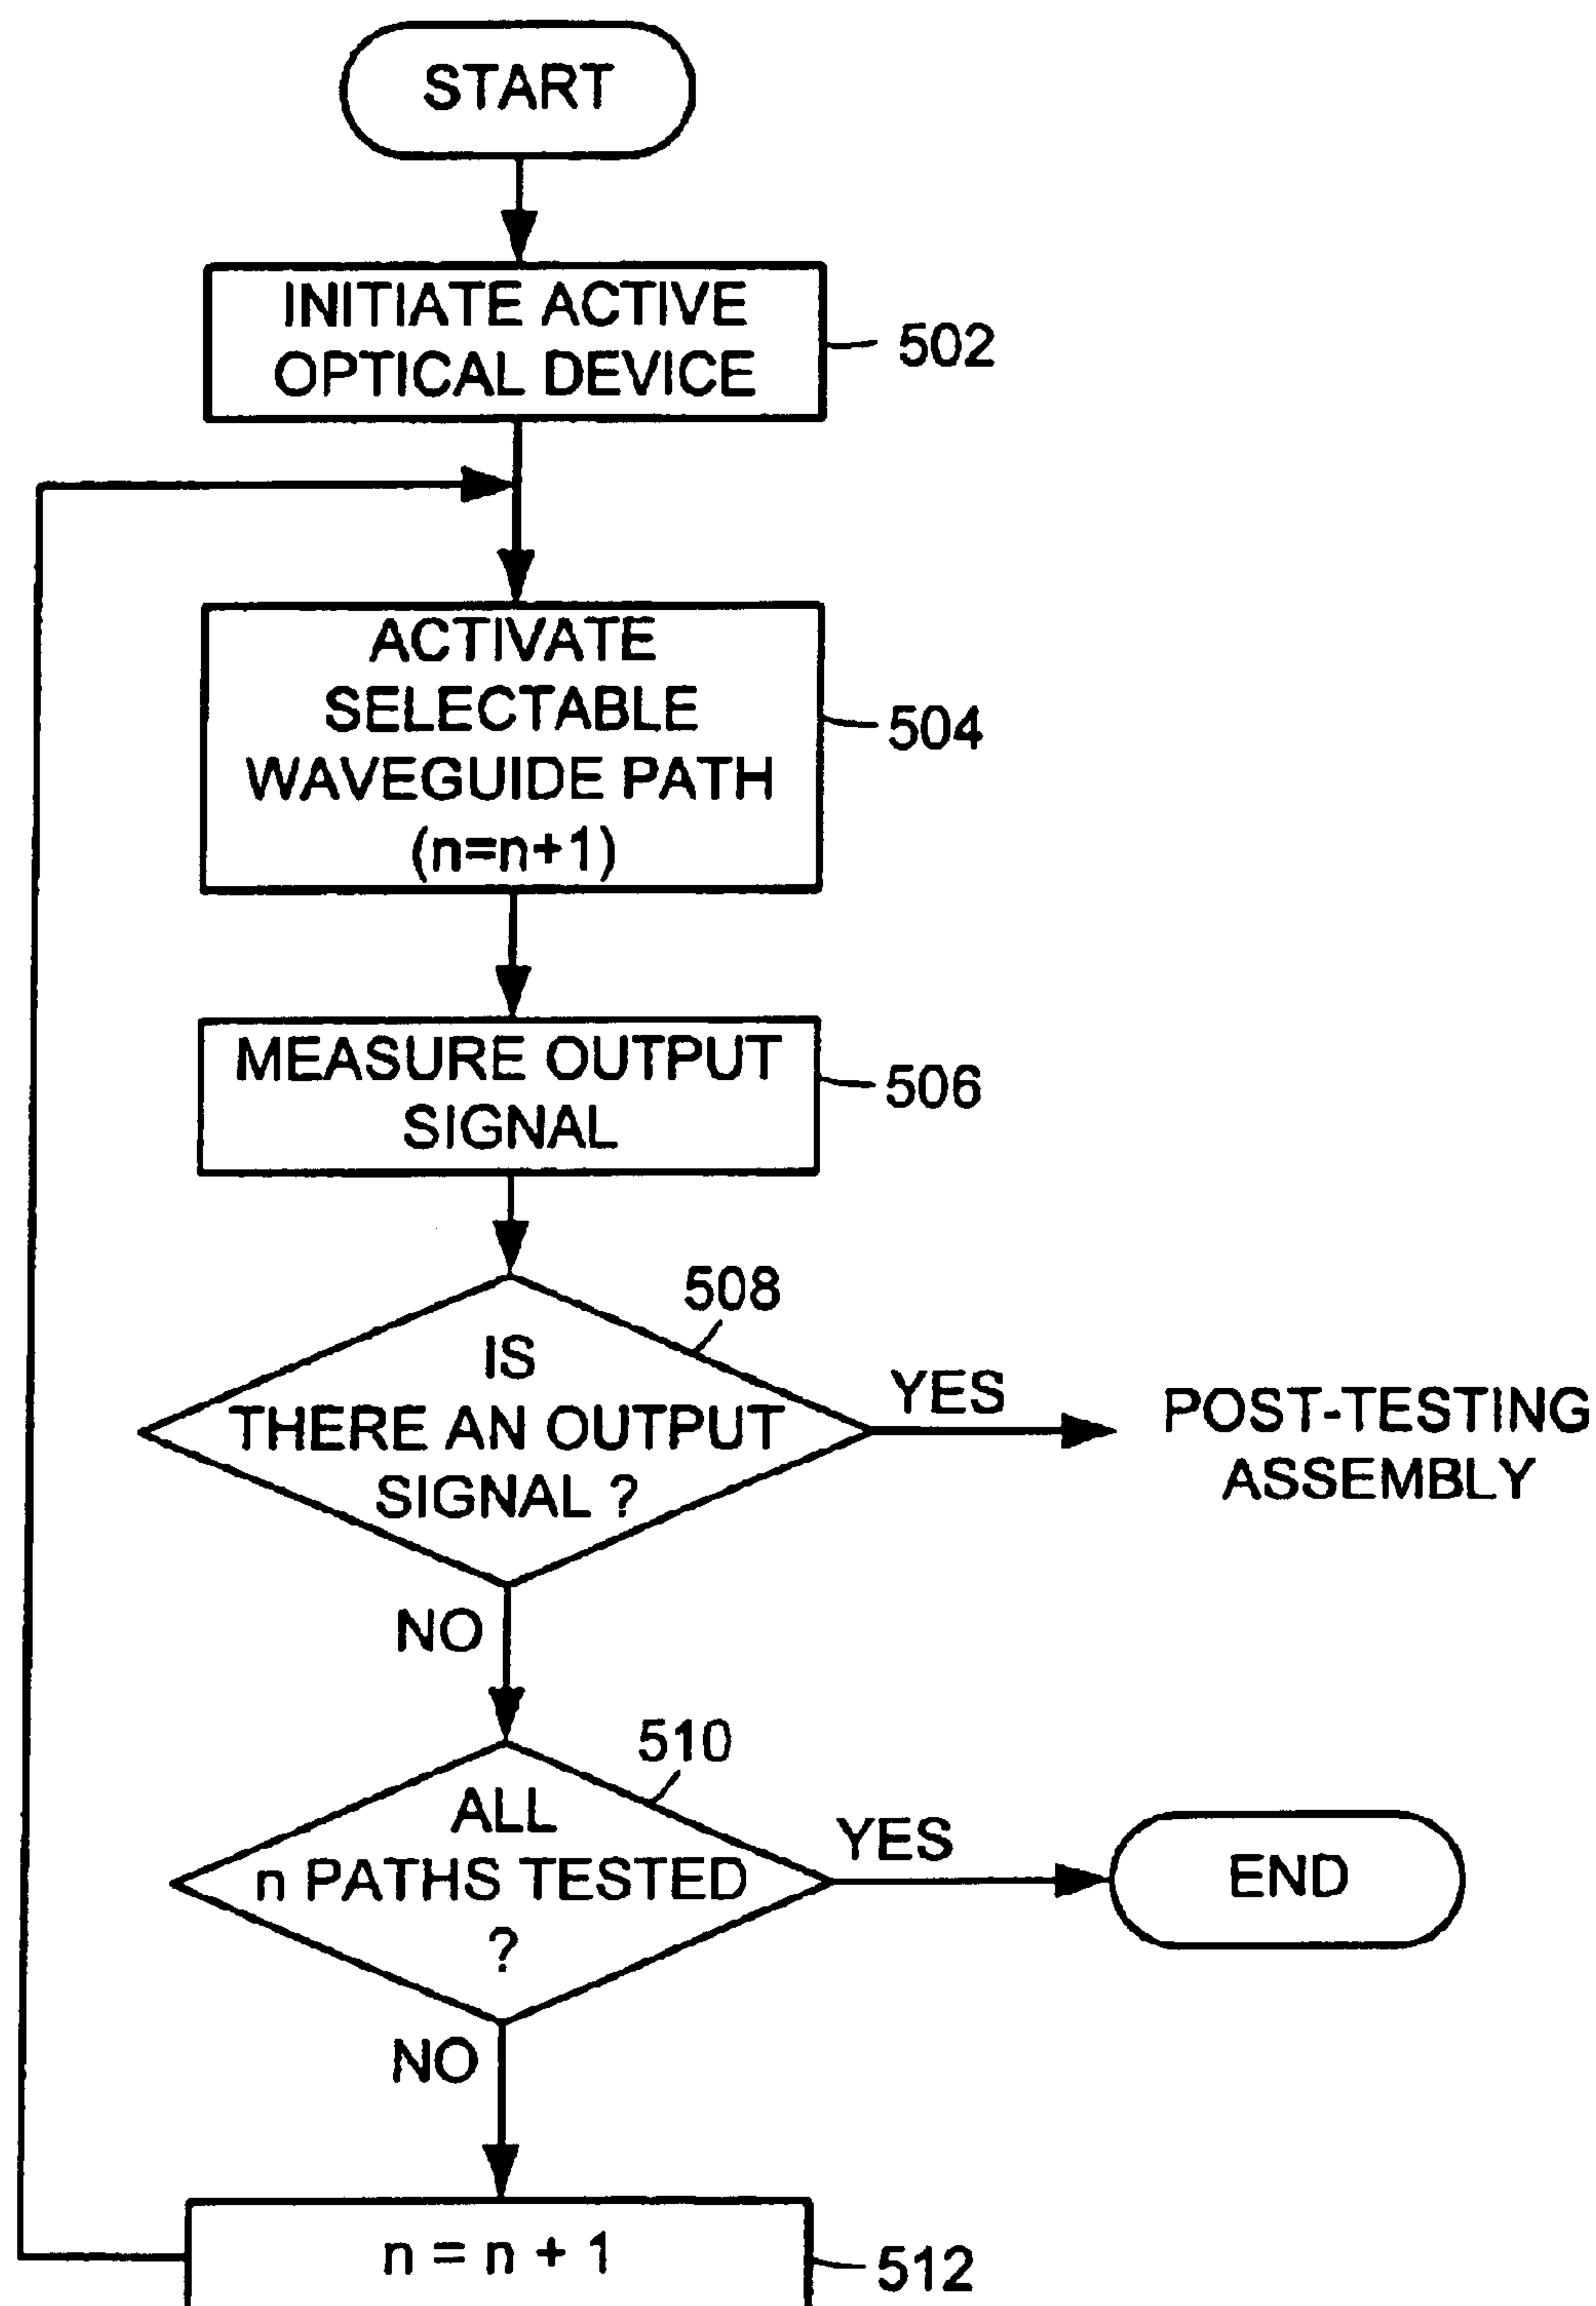 START
INITIATE ACTIVE
OPTICAL DEVICE
502
ACTIVATE
SELECTABLE
WAVEGUIDE PATH
(n=n+1)
504
MEASURE OUTPUT
SIGNAL
506
508
IS
THERE AN OUTPUT
SIGNAL ?
YES
POST-TESTING
ASSEMBLY
NO
510
ALL
n PATHS TESTED
?
YES
END
NO
n = n + 1
512